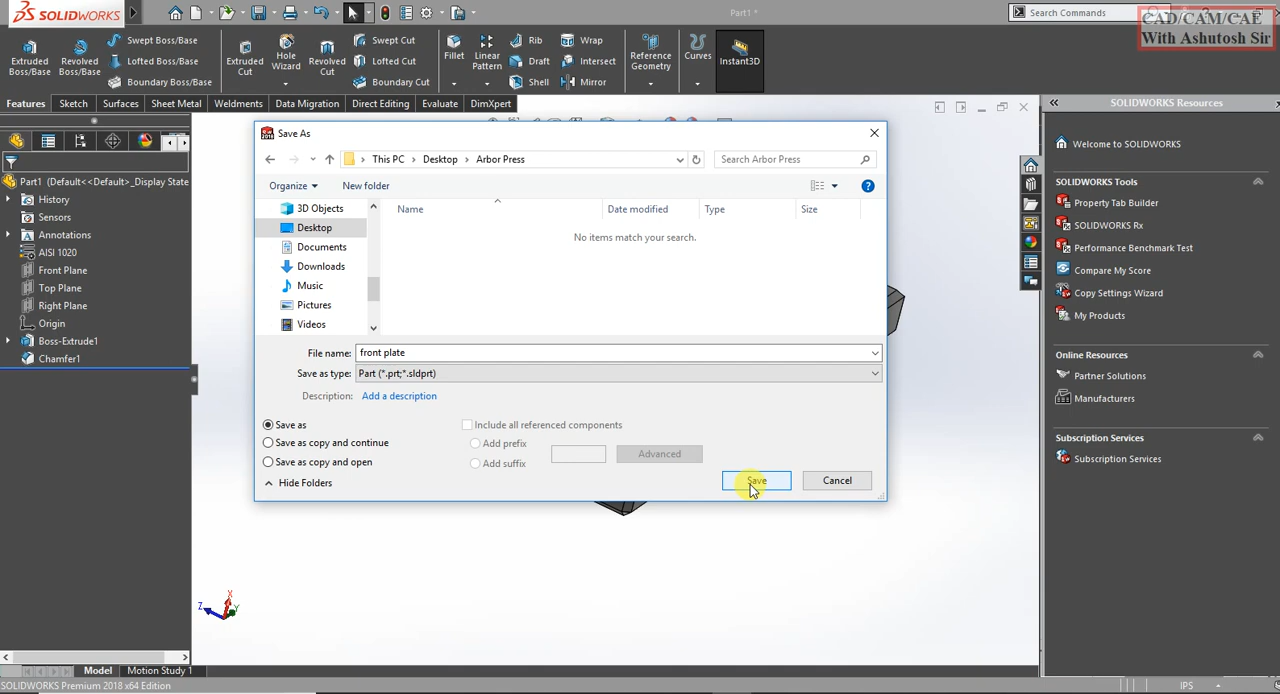 SOLIDWORKS
Part1 *
Search Commands
CAD/CAM/CAE
With Ashutosh Sir
Extruded Boss/Base
Revolved Boss/Base
Swept Boss/Base
Lofted Boss/Base
Boundary Boss/Base
Extruded Cut
Hole Wizard
Revolved Cut
Swept Cut
Lofted Cut
Boundary Cut
Fillet
Linear Pattern
Rib
Draft
Shell
Wrap
Intersect
Mirror
Reference Geometry
Curves
Instant3D
Features
Sketch
Surfaces
Sheet Metal
Weldments
Data Migration
Direct Editing
Evaluate
DimXpert
Part1 (Default<<Default>_Display State
History
Sensors
Annotations
AISI 1020
Front Plane
Top Plane
Right Plane
Origin
Boss-Extrude1
Chamfer1
Save As
This PC > Desktop > Arbor Press
Search Arbor Press
Organize
New folder
3D Objects
Desktop
Documents
Downloads
Music
Pictures
Videos
Name
Date modified
Type
Size
No items match your search.
File name:
front plate
Save as type:
Part (*.prt;*.sldprt)
Description:
Add a description
Save as
Save as copy and continue
Save as copy and open
Include all referenced components
Add prefix
Add suffix
Advanced
Hide Folders
Save
Cancel
SOLIDWORKS Resources
Welcome to SOLIDWORKS
SOLIDWORKS Tools
Property Tab Builder
SOLIDWORKS Rx
Performance Benchmark Test
Compare My Score
Copy Settings Wizard
My Products
Online Resources
Partner Solutions
Manufacturers
Subscription Services
Subscription Services
X
Y
Z
Model
Motion Study 1
SOLIDWORKS Premium 2018 x64 Edition
IPS